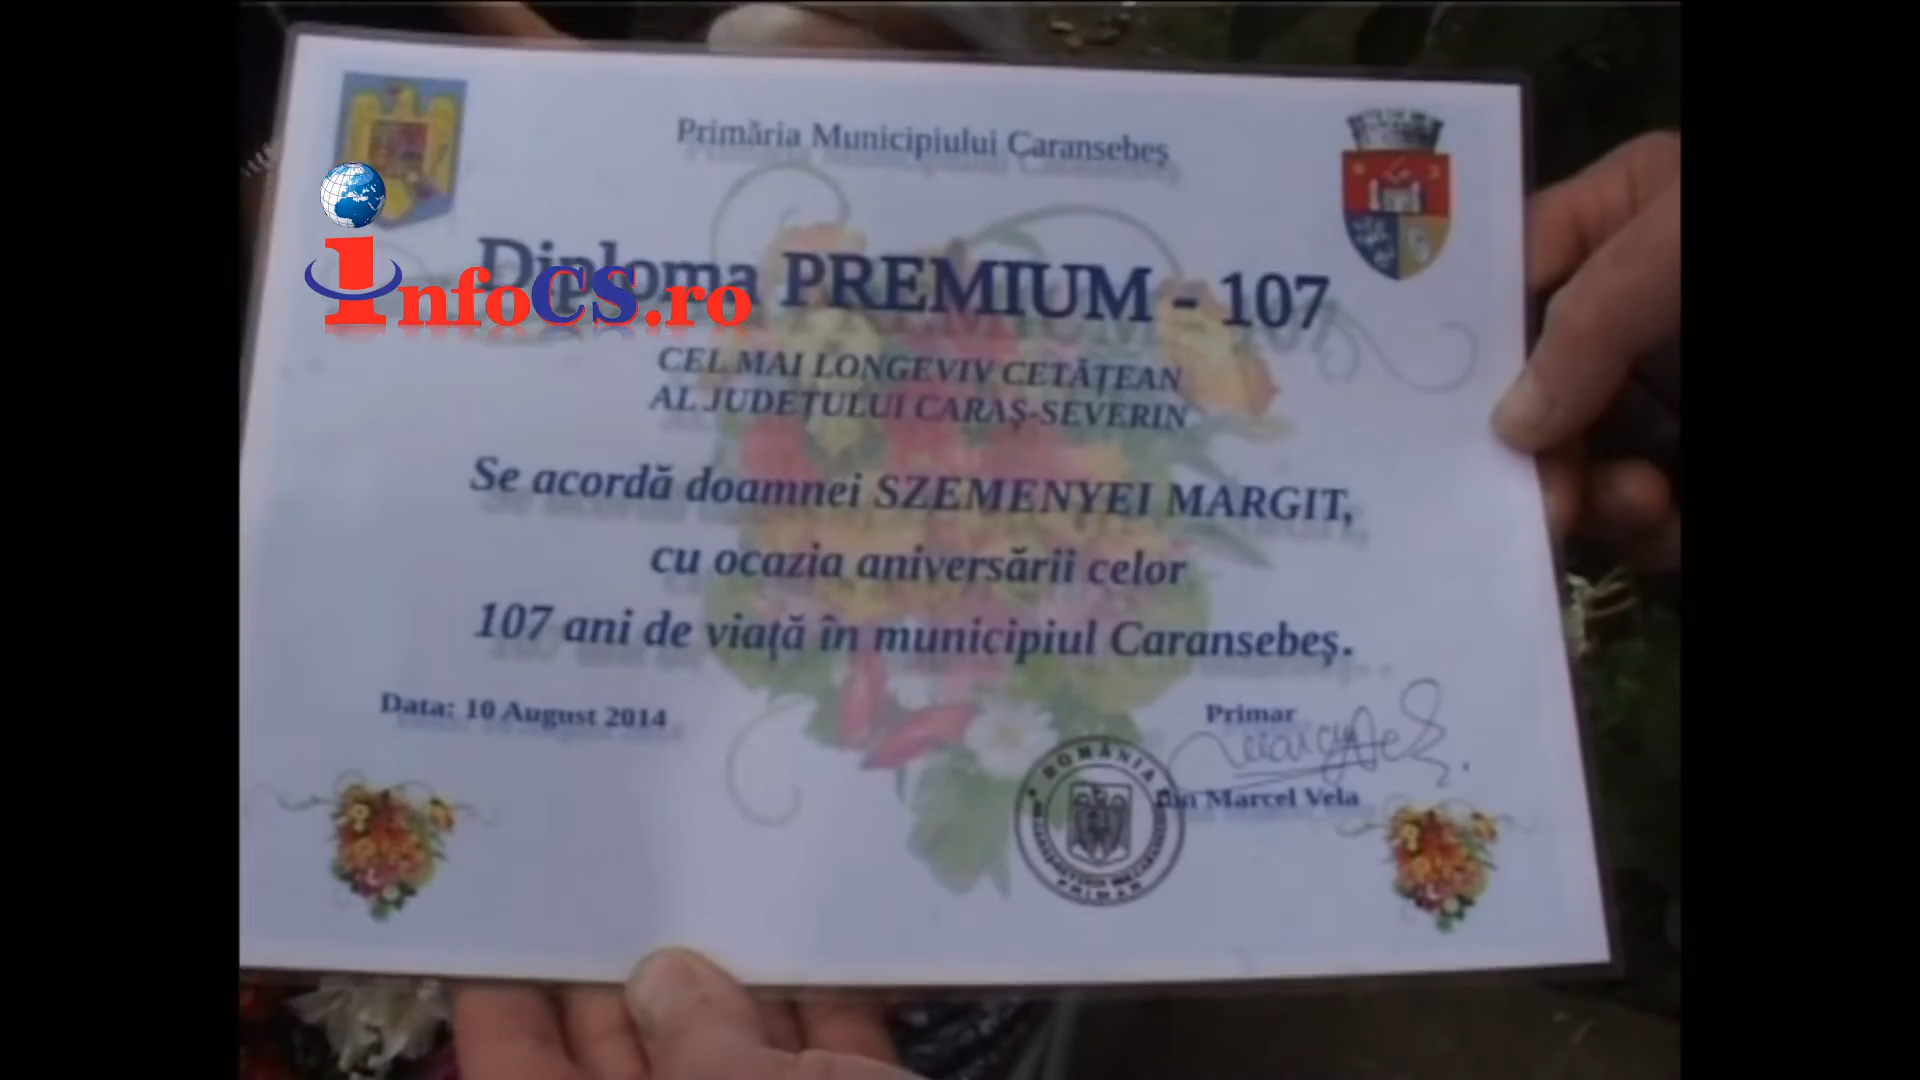 Primăria Municipiului Caransebeş
Diploma PREMIUM - 107
infoCS.ro
CEL MAI LONGEVIV CETĂŢEAN
AL JUDEŢULUI CARAŞ-SEVERIN
Se acordă doamnei SZEMENYEI MARGIT,
cu ocazia aniversării celor
107 ani de viaţă în municipiul Caransebeş.
Data: 10 August 2014
Primar
Marcel Vela
ROMÂNIA
PRIMAR